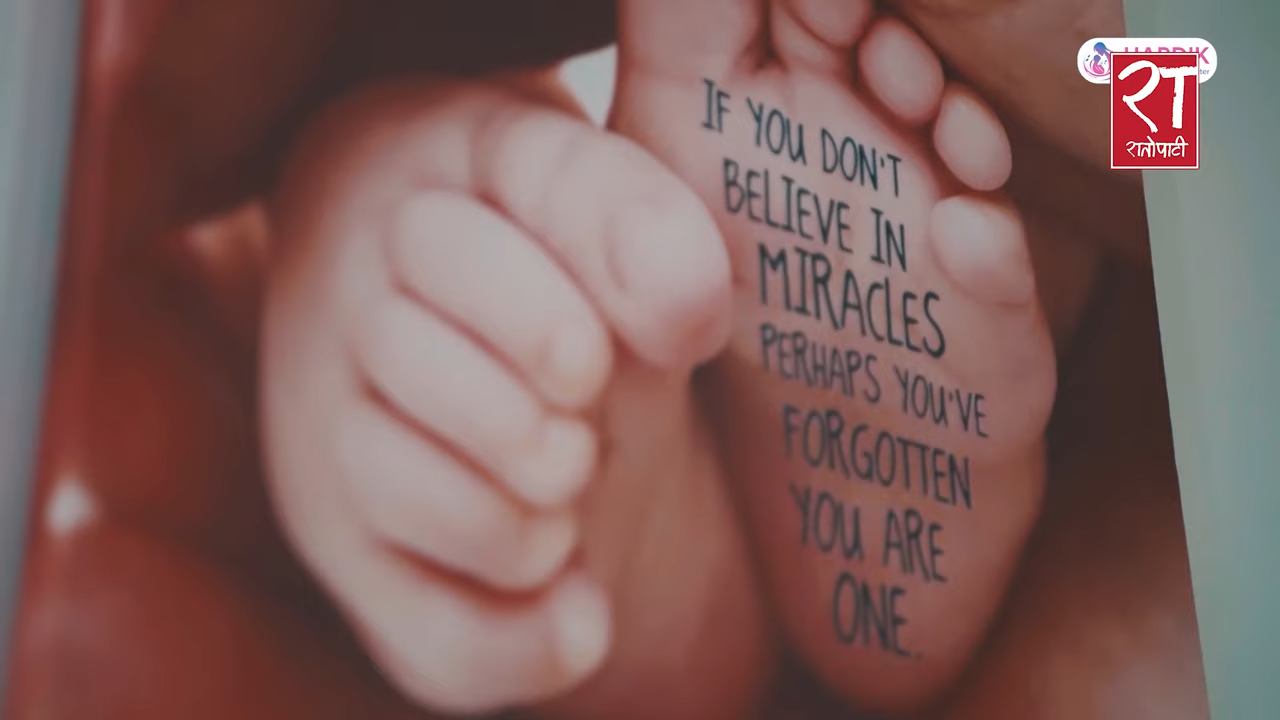 IF YOU DON'T
BELIEVE IN
MIRACLES
PERHAPS YOU'VE
FORGOTTEN
YOU ARE
ONE.
रा
रातोपाटी